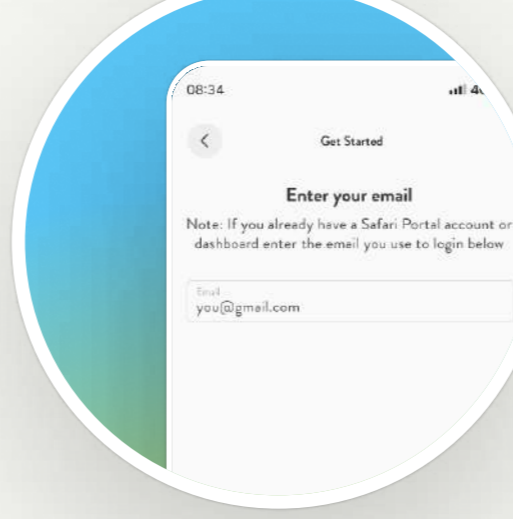 08:34
Get Started
Enter your email
Note: If you already have a Safari Portal account or
dashboard enter the email you use to login below
Email
you@gmail.com